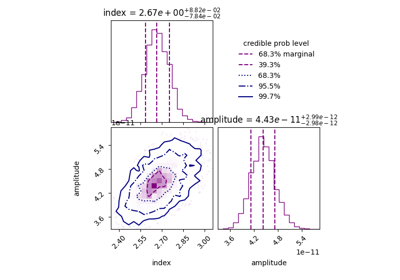 index = 2.67e+00+8.82e−02 −7.84e−02
credible prob level
68.3% marginal
39.3%
68.3%
95.5%
99.7%
1e−11
amplitude = 4.43e−11+2.99e−12 −2.98e−12
amplitude
5.4
4.8
4.2
3.6
2.40
2.55
2.70
2.85
3.00
index
3.6
4.2
4.8
5.4
1e−11
amplitude